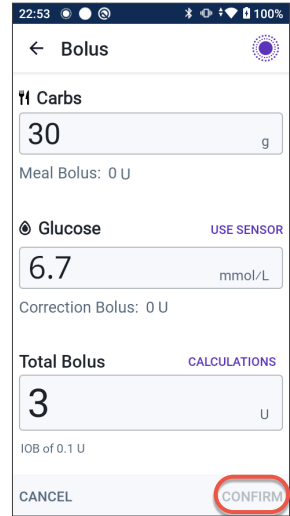 22:53 100%
Bolus
Carbs
30 g
Meal Bolus: 0 U
Glucose USE SENSOR
6.7 mmol/L
Correction Bolus: 0 U
Total Bolus CALCULATIONS
3 U
IOB of 0.1 U
CANCEL CONFIRM